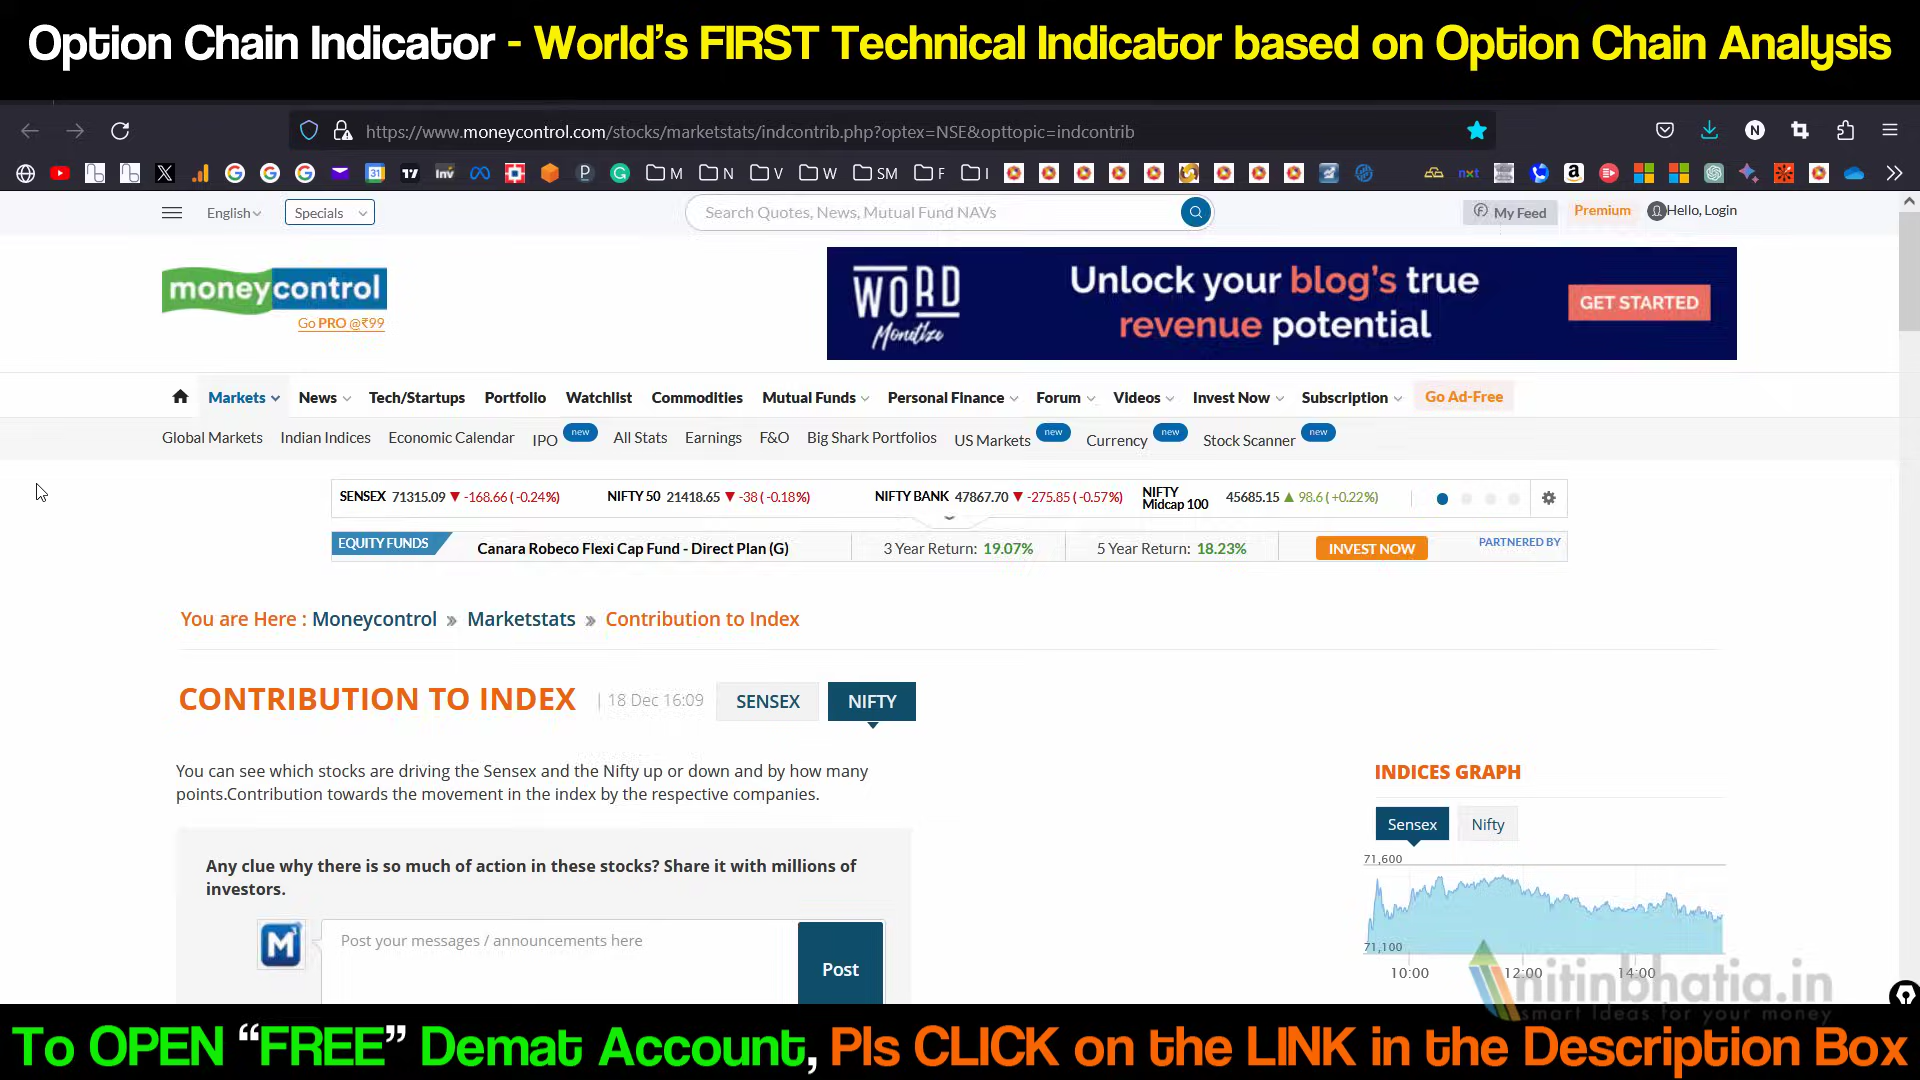 Option Chain Indicator - World's FIRST Technical Indicator based on Option Chain Analysis
https://www.moneycontrol.com/stocks/marketstats/indcontrib.php?optex=NSE&opttopic=indcontrib
M N V W SM F I
English Specials
Search Quotes, News, Mutual Fund NAVs
My Feed Premium Hello, Login
moneycontrol
Go PRO @₹99
WORD
Monetize
Unlock your blog's true
revenue potential
GET STARTED
Markets News Tech/Startups Portfolio Watchlist Commodities Mutual Funds Personal Finance Forum Videos Invest Now Subscription Go Ad-Free
Global Markets Indian Indices Economic Calendar IPO new All Stats Earnings F&O Big Shark Portfolios US Markets new Currency new Stock Scanner new
SENSEX 71315.09 ▼ -168.66 (-0.24%) NIFTY 50 21418.65 ▼ -38 (-0.18%) NIFTY BANK 47867.70 ▼ -275.85 (-0.57%) NIFTY Midcap 100 45685.15 ▲ 98.6 (+0.22%)
EQUITY FUNDS Canara Robeco Flexi Cap Fund - Direct Plan (G) 3 Year Return: 19.07% 5 Year Return: 18.23% INVEST NOW PARTNERED BY
You are Here : Moneycontrol » Marketstats » Contribution to Index
CONTRIBUTION TO INDEX | 18 Dec 16:09 SENSEX NIFTY
You can see which stocks are driving the Sensex and the Nifty up or down and by how many
points.Contribution towards the movement in the index by the respective companies.
Any clue why there is so much of action in these stocks? Share it with millions of
investors.
Post your messages / announcements here
Post
INDICES GRAPH
Sensex Nifty
71,600
71,100
10:00 12:00 14:00
nitinbhatia.in
smart Ideas for your money
To OPEN “FREE” Demat Account, Pls CLICK on the LINK in the Description Box